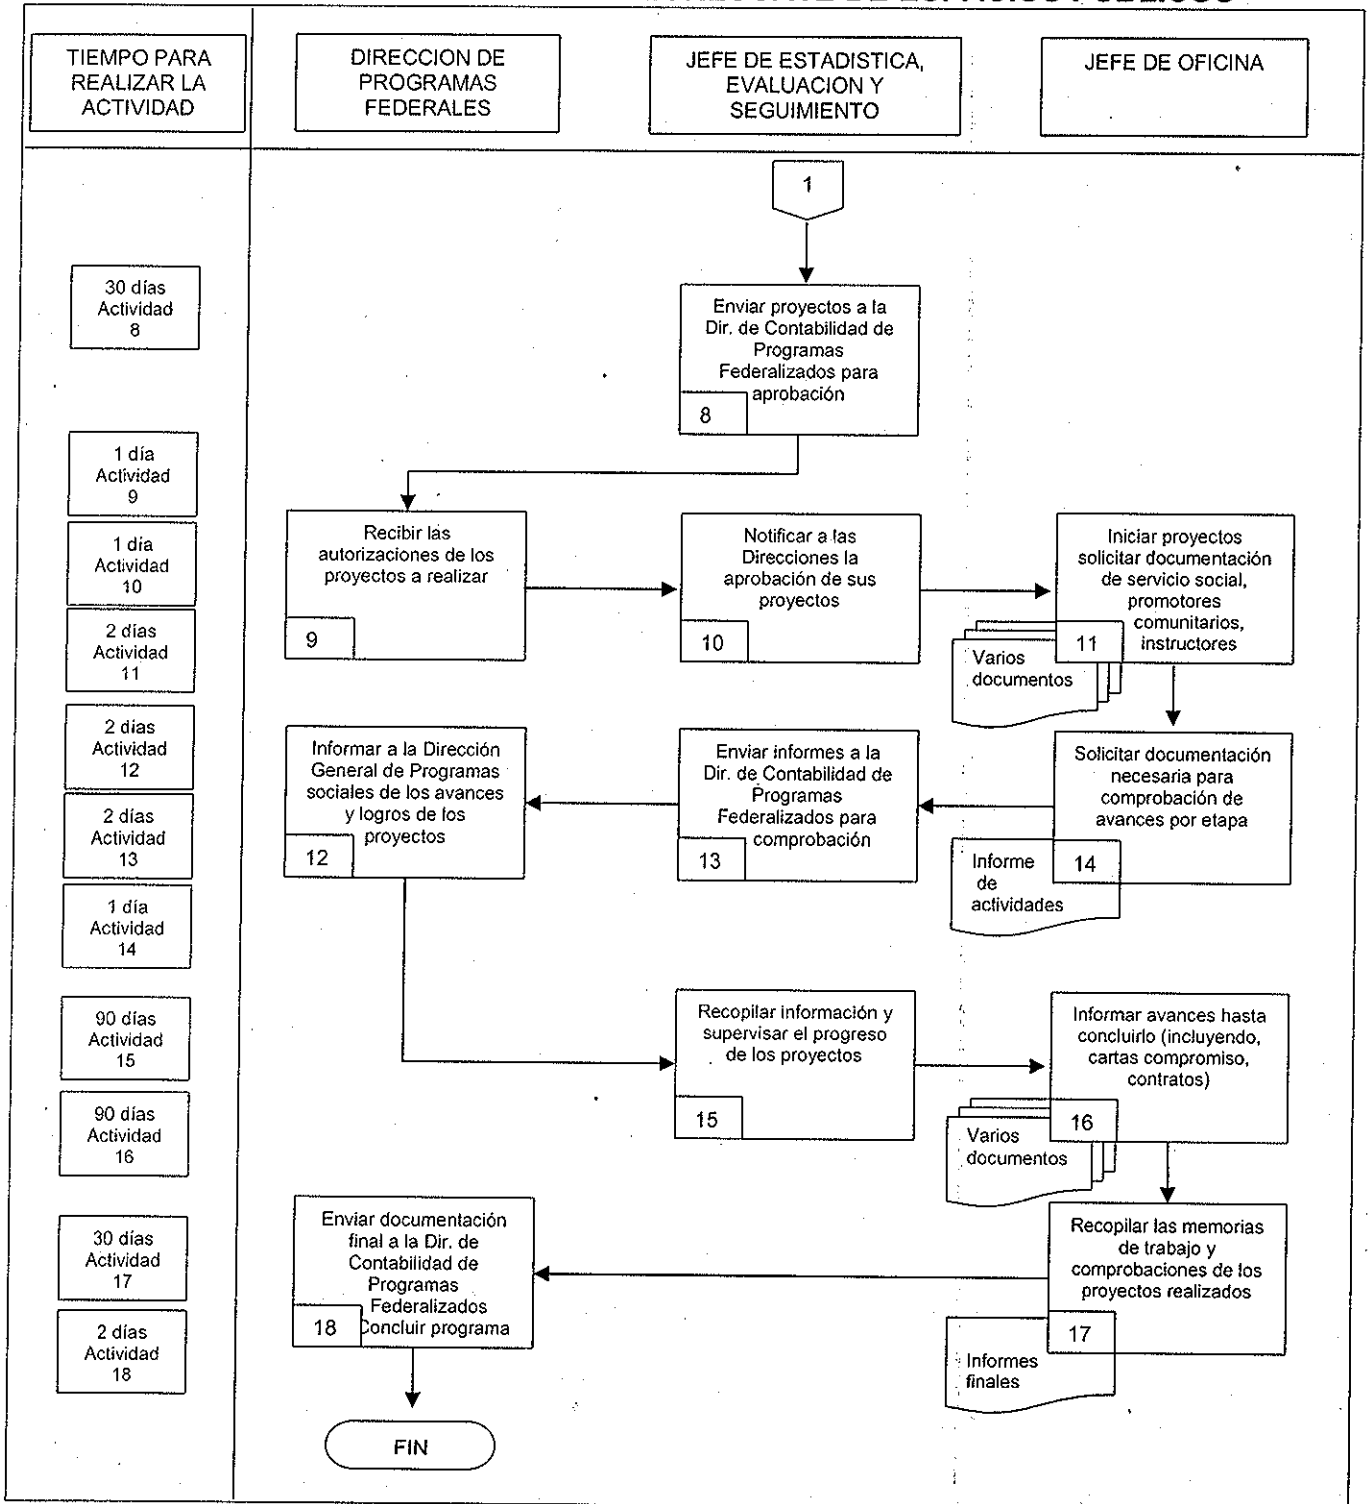 TIEMPO PARA
REALIZAR LA
ACTIVIDAD
DIRECCION DE
PROGRAMAS
FEDERALES
JEFE DE ESTADISTICA,
EVALUACION Y
SEGUIMIENTO
JEFE DE OFICINA
1
30 días
Actividad
8
Enviar proyectos a la
Dir. de Contabilidad de
Programas
Federalizados para
aprobación
8
1 día
Actividad
9
1 día
Actividad
10
2 días
Actividad
11
Recibir las
autorizaciones de los
proyectos a realizar
9
Notificar a las
Direcciones la
aprobación de sus
proyectos
10
Iniciar proyectos
solicitar documentación
de servicio social,
promotores
comunitarios,
instructores
11
Varios
documentos
2 días
Actividad
12
2 días
Actividad
13
1 día
Actividad
14
Informar a la Dirección
General de Programas
sociales de los avances
y logros de los
proyectos
12
Enviar informes a la
Dir. de Contabilidad de
Programas
Federalizados para
comprobación
13
Solicitar documentación
necesaria para
comprobación de
avances por etapa
14
Informe
de
actividades
90 días
Actividad
15
90 días
Actividad
16
Recopilar información y
supervisar el progreso
de los proyectos
15
Informar avances hasta
concluirlo (incluyendo,
cartas compromiso,
contratos)
16
Varios
documentos
30 días
Actividad
17
2 días
Actividad
18
Enviar documentación
final a la Dir. de
Contabilidad de
Programas
Federalizados
Concluir programa
18
Recopilar las memorias
de trabajo y
comprobaciones de los
proyectos realizados
17
Informes
finales
FIN